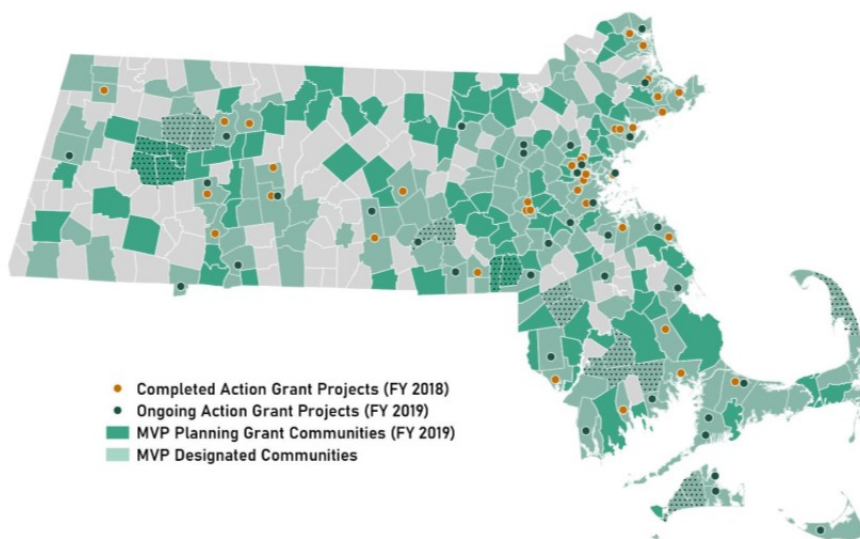 Completed Action Grant Projects (FY 2018)
Ongoing Action Grant Projects (FY 2019)
MVP Planning Grant Communities (FY 2019)
MVP Designated Communities